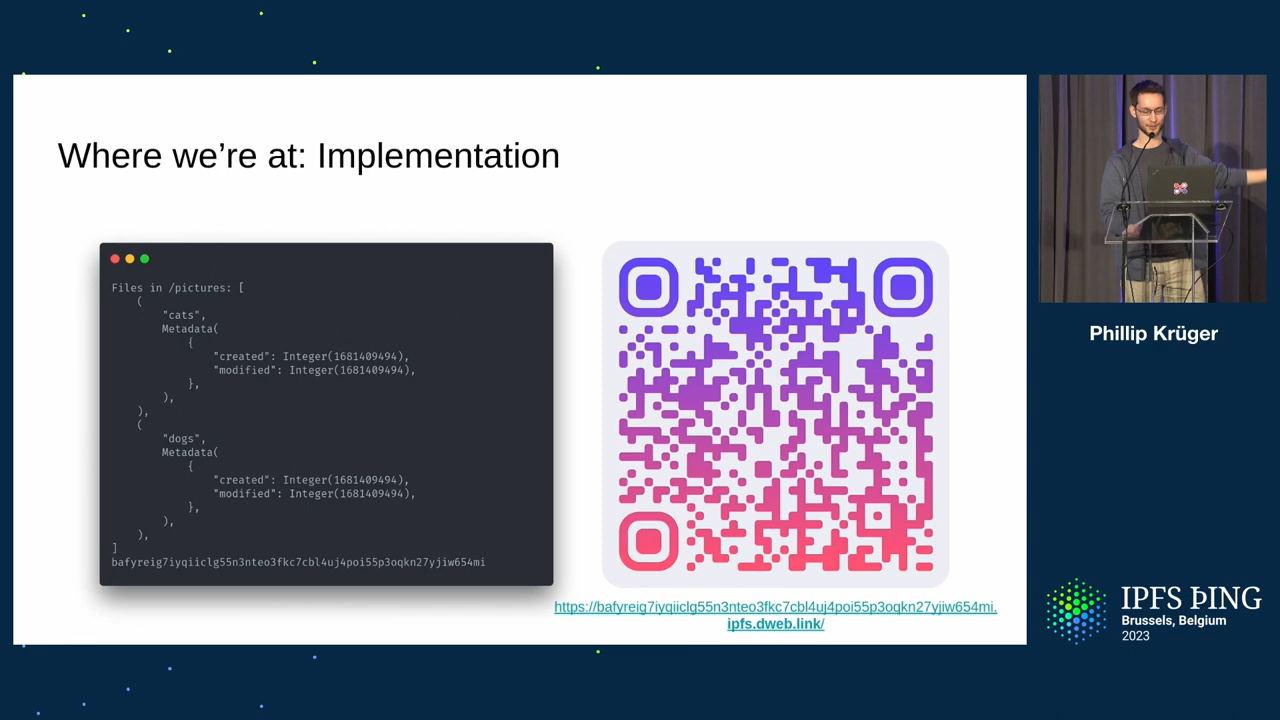 Where we're at: Implementation
Files in /pictures: [
(
"cats",
Metadata(
{
"created": Integer(1681409494),
"modified": Integer(1681409494),
},
),
),
(
"dogs",
Metadata(
{
"created": Integer(1681409494),
"modified": Integer(1681409494),
},
),
),
]
bafyreig7iyqiiclg55n3nteo3fkc7cbl4uj4poi55p3oqkn27yjiw654mi
https://bafyreig7iyqiiclg55n3nteo3fkc7cbl4uj4poi55p3oqkn27yjiw654mi.
ipfs.dweb.link/
Phillip Krüger
IPFS ÞING
Brussels, Belgium
2023